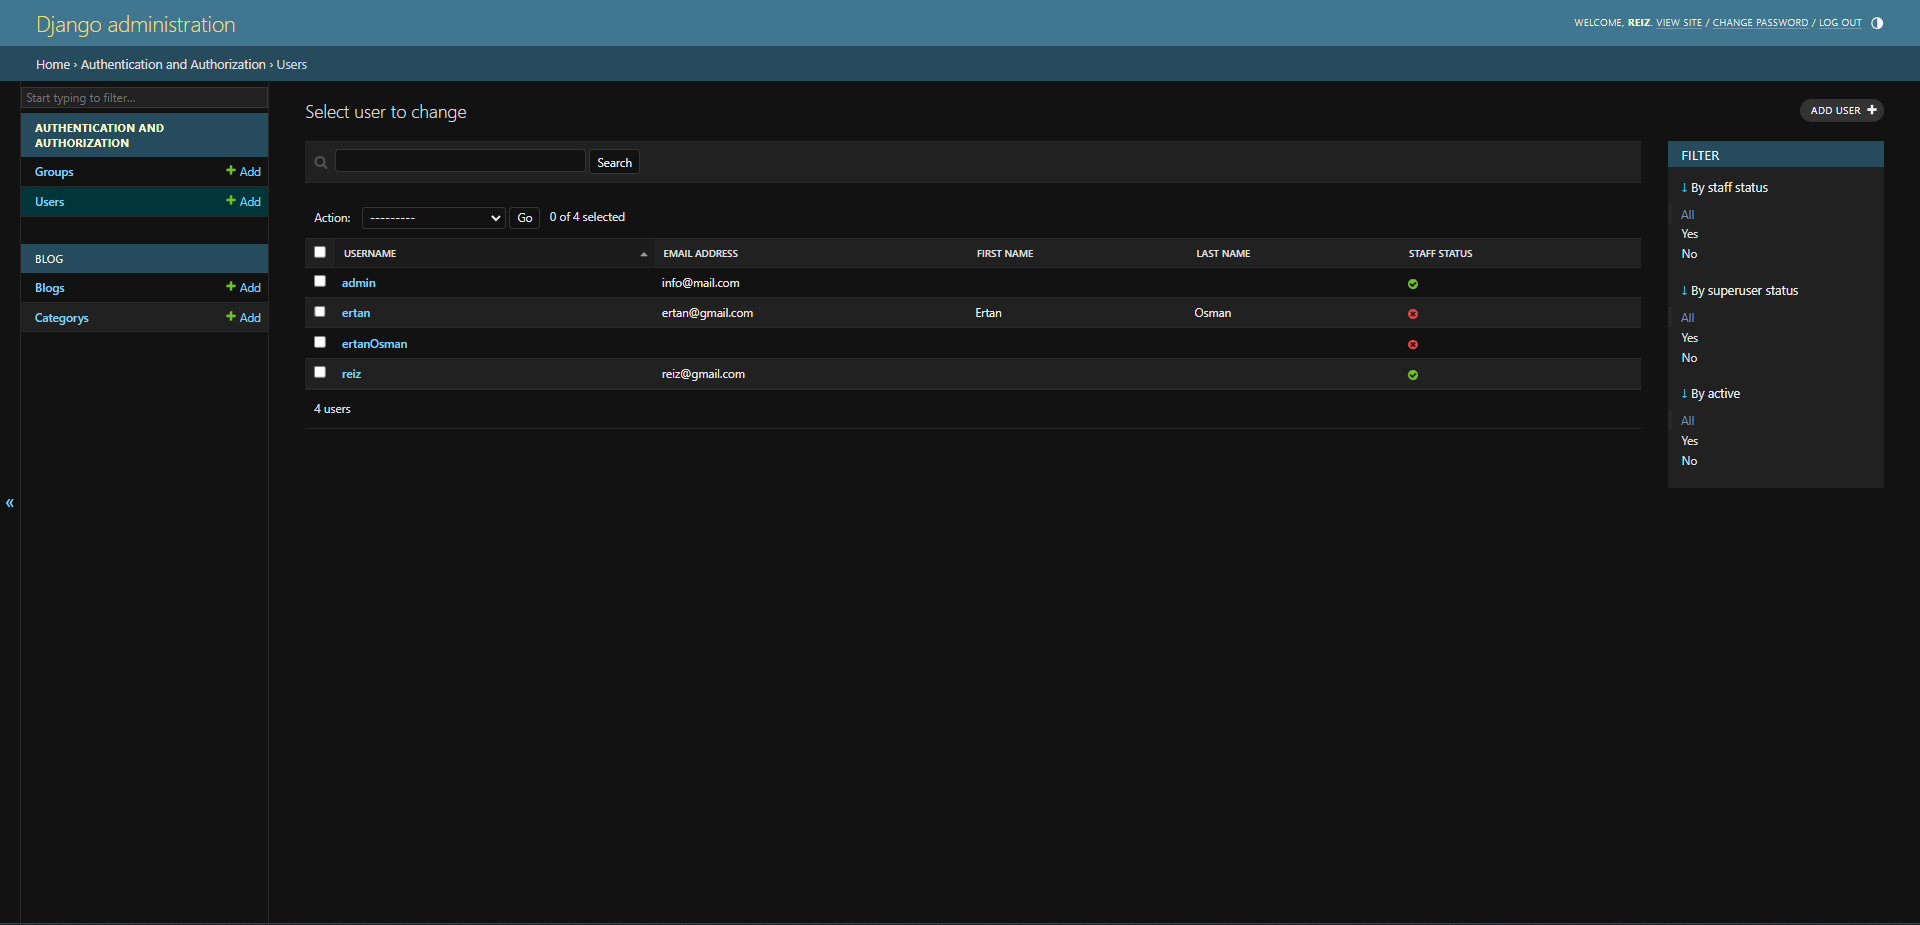 Django administration
WELCOME, REIZ. VIEW SITE / CHANGE PASSWORD / LOG OUT
Home › Authentication and Authorization › Users
Start typing to filter...
AUTHENTICATION AND
AUTHORIZATION
Groups + Add
Users + Add
BLOG
Blogs + Add
Categorys + Add
«
Select user to change
ADD USER +
Search
Action: --------- Go 0 of 4 selected
USERNAME EMAIL ADDRESS FIRST NAME LAST NAME STAFF STATUS
admin info@mail.com
ertan ertan@gmail.com Ertan Osman
ertanOsman
reiz reiz@gmail.com
4 users
FILTER
↓ By staff status
All
Yes
No
↓ By superuser status
All
Yes
No
↓ By active
All
Yes
No